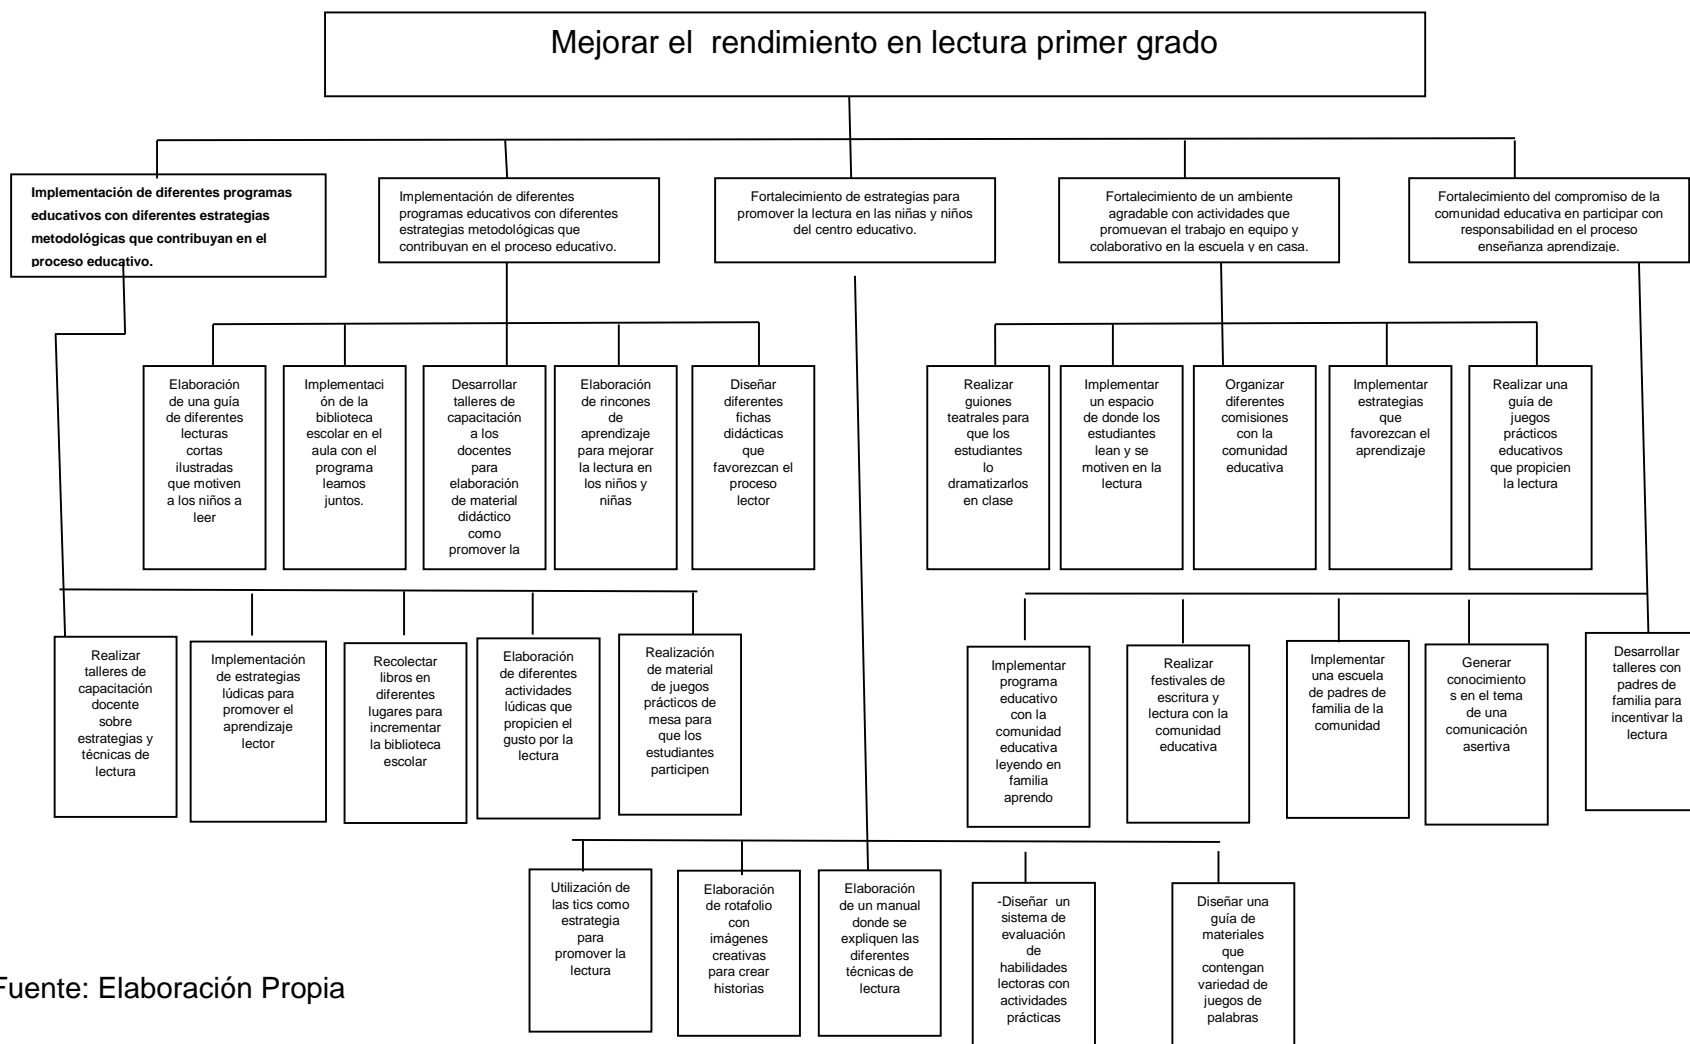 Mejorar el  rendimiento en lectura primer grado
Implementación de diferentes programas
educativos con diferentes estrategias
metodológicas que contribuyan en el
proceso educativo.
Implementación de diferentes
programas educativos con diferentes
estrategias metodológicas que
contribuyan en el proceso educativo.
Fortalecimiento de estrategias para
promover la lectura en las niñas y niños
del centro educativo.
Fortalecimiento de un ambiente
agradable con actividades que
promuevan el trabajo en equipo y
colaborativo en la escuela y en casa.
Fortalecimiento del compromiso de la
comunidad educativa en participar con
responsabilidad en el proceso
enseñanza aprendizaje.
Elaboración
de una guía
de diferentes
lecturas
cortas
ilustradas
que motiven
a los niños a
leer
Implementaci
ón de la
biblioteca
escolar en el
aula con el
programa
leamos
juntos.
Desarrollar
talleres de
capacitación
a los
docentes
para
elaboración
de material
didáctico
como
promover la
Elaboración
de rincones
de
aprendizaje
para mejorar
la lectura en
los niños y
niñas
Diseñar
diferentes
fichas
didácticas
que
favorezcan el
proceso
lector
Realizar
guiones
teatrales para
que los
estudiantes
lo
dramatizarlos
en clase
Implementar
un espacio
de donde los
estudiantes
lean y se
motiven en la
lectura
Organizar
diferentes
comisiones
con la
comunidad
educativa
Implementar
estrategias
que
favorezcan el
aprendizaje
Realizar una
guía de
juegos
prácticos
educativos
que propicien
la lectura
Realizar
talleres de
capacitación
docente
sobre
estrategias y
técnicas de
lectura
Implementación
de estrategias
lúdicas para
promover el
aprendizaje
lector
Recolectar
libros en
diferentes
lugares para
incrementar
la biblioteca
escolar
Elaboración
de diferentes
actividades
lúdicas que
propicien el
gusto por la
lectura
Realización
de material
de juegos
prácticos de
mesa para
que los
estudiantes
participen
Implementar
programa
educativo
con la
comunidad
educativa
leyendo en
familia
aprendo
Realizar
festivales de
escritura y
lectura con la
comunidad
educativa
Implementar
una escuela
de padres de
familia de la
comunidad
Generar
conocimiento
s en el tema
de una
comunicación
asertiva
Desarrollar
talleres con
padres de
familia para
incentivar la
lectura
Utilización de
las tics como
estrategia
para
promover la
lectura
Elaboración
de rotafolio
con
imágenes
creativas
para crear
historias
Elaboración
de un manual
donde se
expliquen las
diferentes
técnicas de
lectura
-Diseñar  un
sistema de
evaluación
de
habilidades
lectoras con
actividades
prácticas
Diseñar una
guía de
materiales
que
contengan
variedad de
juegos de
palabras
Fuente: Elaboración Propia